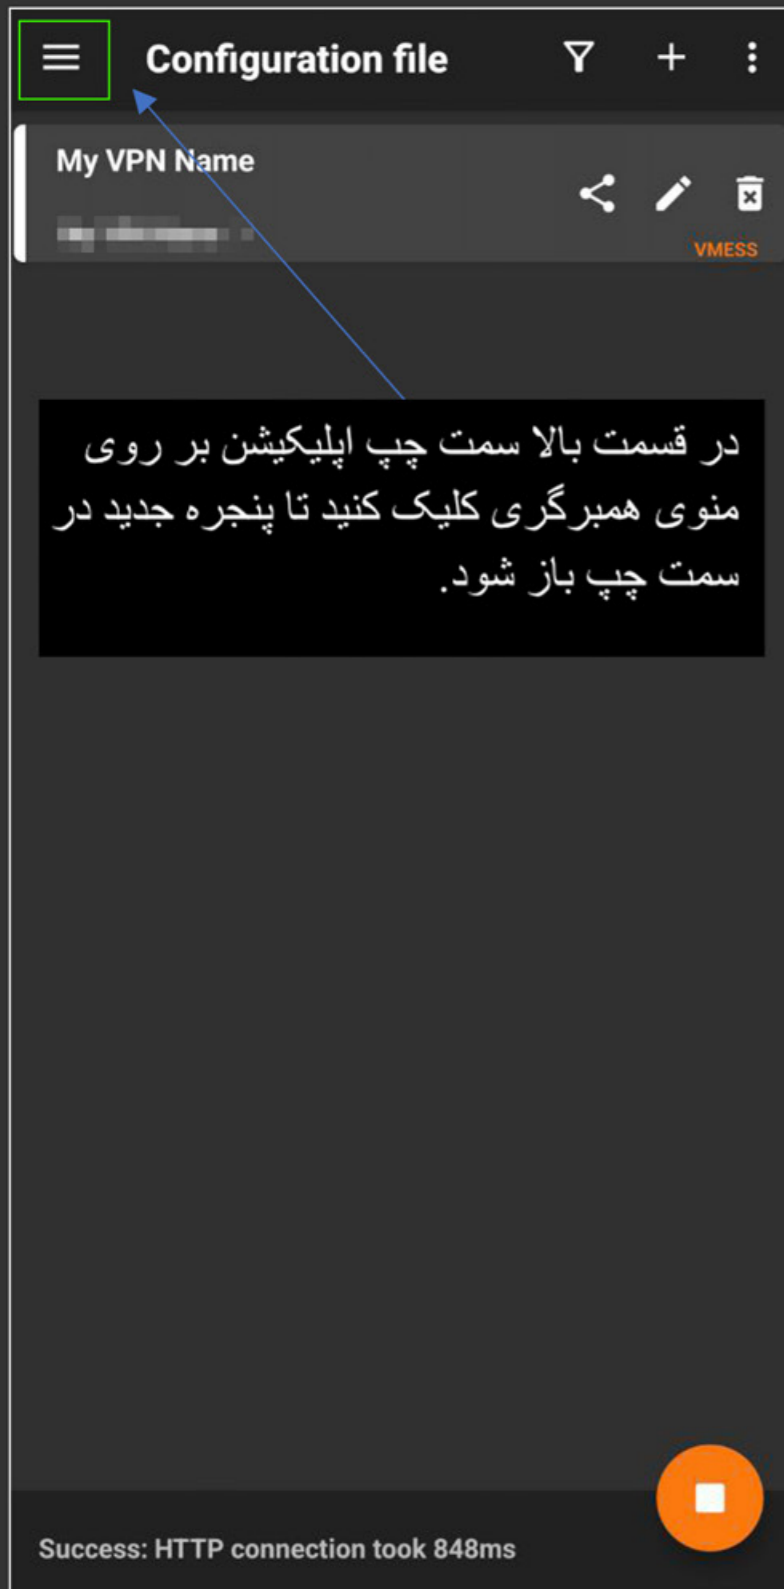 Configuration file
My VPN Name
VMESS
در قسمت بالا سمت چپ اپلیکیشن بر روی
منوی همبرگری کلیک کنید تا پنجره جدید در
سمت چپ باز شود.
Success: HTTP connection took 848ms